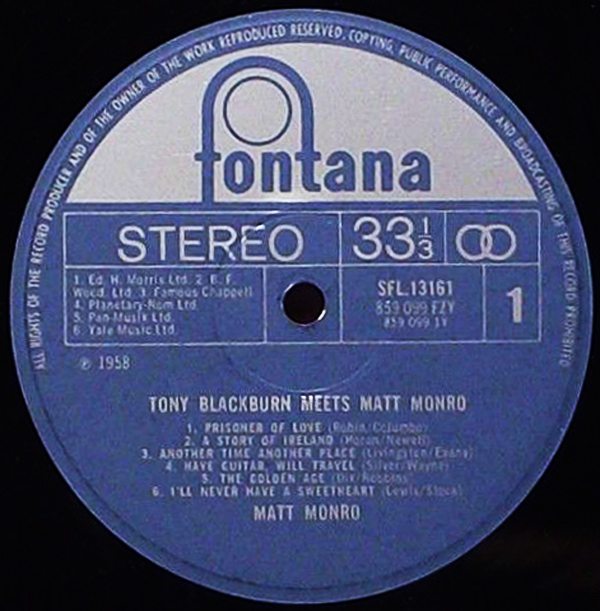 ALL RIGHTS OF THE RECORD PRODUCER AND OF THE OWNER OF THE WORK REPRODUCED RESERVED. COPYING, PUBLIC PERFORMANCE AND BROADCASTING OF THIS RECORD PROHIBITED
fontana
STEREO 33 1/3
1. Ed. H. Morris Ltd. 2. B. F.
Wood. Ltd. 3. Famous Chappell
4. Planetary-Nom Ltd.
5. Pan-Musik Ltd.
6. Yale Music Ltd.
SFL.13161
859 099 FZY
859 099 1Y
1
℗ 1958
TONY BLACKBURN MEETS MATT MONRO
1. PRISONER OF LOVE (Robin/Columbo)
2. A STORY OF IRELAND (Moran/Newell)
3. ANOTHER TIME ANOTHER PLACE (Livingston/Evans)
4. HAVE GUITAR, WILL TRAVEL (Silver/Wayne)
5. THE GOLDEN AGE (Dix/Robbins)
6. I'LL NEVER HAVE A SWEETHEART (Lewis/Stock)
MATT MONRO